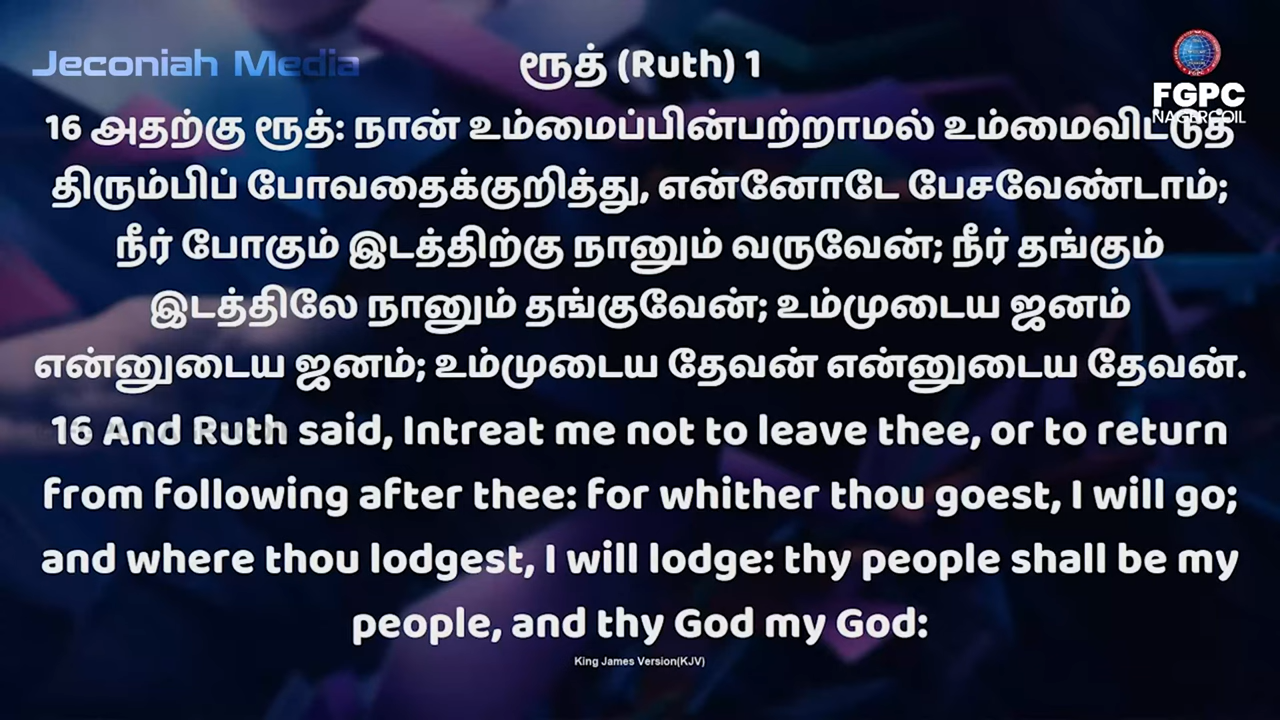 Jeconiah Media
ரூத் (Ruth) 1
FGPC
NAGERCOIL
16 அதற்கு ரூத்: நான் உம்மைப்பின்பற்றாமல் உம்மைவிட்டுத்
திரும்பிப் போவதைக்குறித்து, என்னோடே பேசவேண்டாம்;
நீர் போகும் இடத்திற்கு நானும் வருவேன்; நீர் தங்கும்
இடத்திலே நானும் தங்குவேன்; உம்முடைய ஜனம்
என்னுடைய ஜனம்; உம்முடைய தேவன் என்னுடைய தேவன்.
16 And Ruth said, Intreat me not to leave thee, or to return
from following after thee: for whither thou goest, I will go;
and where thou lodgest, I will lodge: thy people shall be my
people, and thy God my God:
King James Version(KJV)